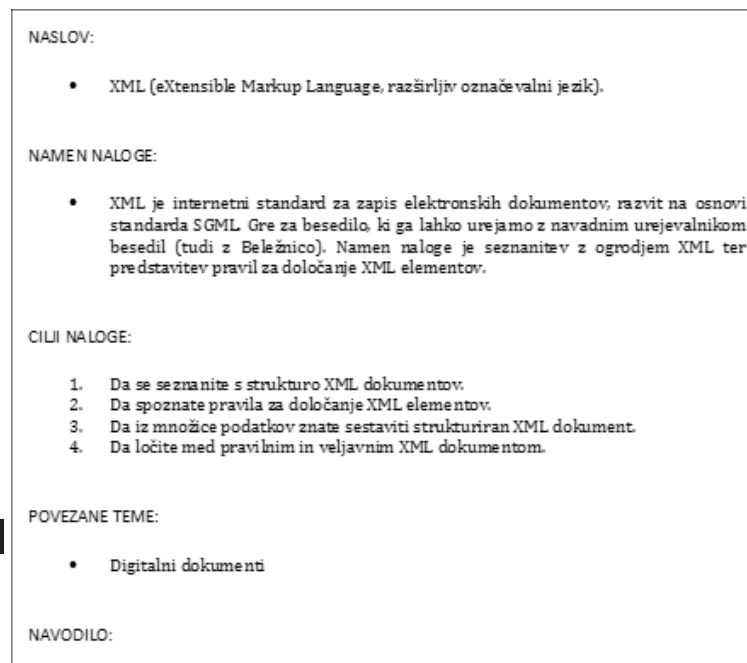 NASLOV:
• XML (eXtensible Markup Language, razširljiv označevalni jezik).
NAMEN NALOGE:
• XML je internetni standard za zapis elektronskih dokumentov, razvit na osnovi
standarda SGML. Gre za besedilo, ki ga lahko urejamo z navadnim urejevalnikom
besedil (tudi z Beležnico). Namen naloge je seznanitev z ogrodjem XML ter
predstavitev pravil za določanje XML elementov.
CILJI NALOGE:
1. Da se seznanite s strukturo XML dokumentov.
2. Da spoznate pravila za določanje XML elementov.
3. Da iz množice podatkov znate sestaviti strukturiran XML dokument.
4. Da ločite med pravilnim in veljavnim XML dokumentom.
POVEZANE TEME:
• Digitalni dokumenti
NAVODILO: